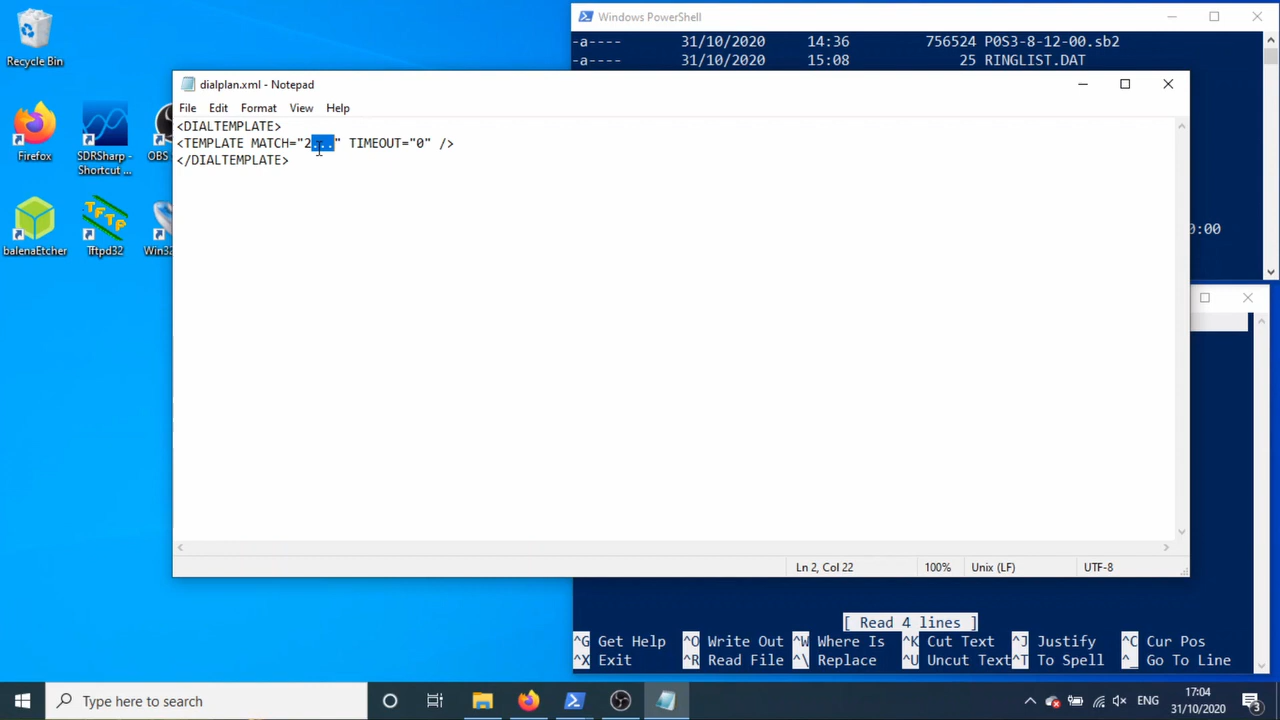 Recycle Bin
Firefox
SDRSharp -
Shortcut ...
OBS
balenaEtcher
Tftpd32
Win32
Windows PowerShell
-a---- 31/10/2020 14:36 756524 P0S3-8-12-00.sb2
-a---- 31/10/2020 15:08 25 RINGLIST.DAT
dialplan.xml - Notepad
File Edit Format View Help
<DIALTEMPLATE>
<TEMPLATE MATCH="2..." TIMEOUT="0" />
</DIALTEMPLATE>
0:00
Ln 2, Col 22 100% Unix (LF) UTF-8
[ Read 4 lines ]
^G Get Help ^O Write Out ^W Where Is ^K Cut Text ^J Justify ^C Cur Pos
^X Exit ^R Read File ^\ Replace ^U Uncut Text ^T To Spell ^_ Go To Line
Type here to search
ENG
17:04
31/10/2020
3